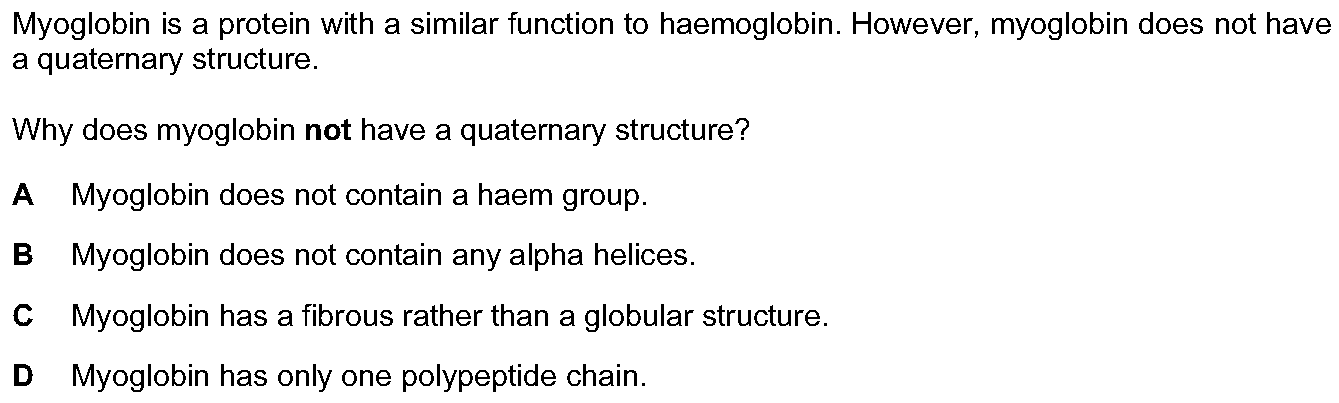 Myoglobin is a protein with a similar function to haemoglobin. However, myoglobin does not have
a quaternary structure.
Why does myoglobin not have a quaternary structure?
A Myoglobin does not contain a haem group.
B Myoglobin does not contain any alpha helices.
C Myoglobin has a fibrous rather than a globular structure.
D Myoglobin has only one polypeptide chain.